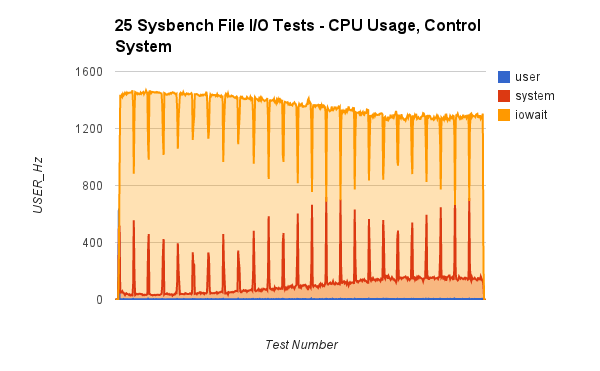 25 Sysbench File I/O Tests - CPU Usage, Control
System
1600
1200
800
400
0
USER_Hz
Test Number
user
system
iowait